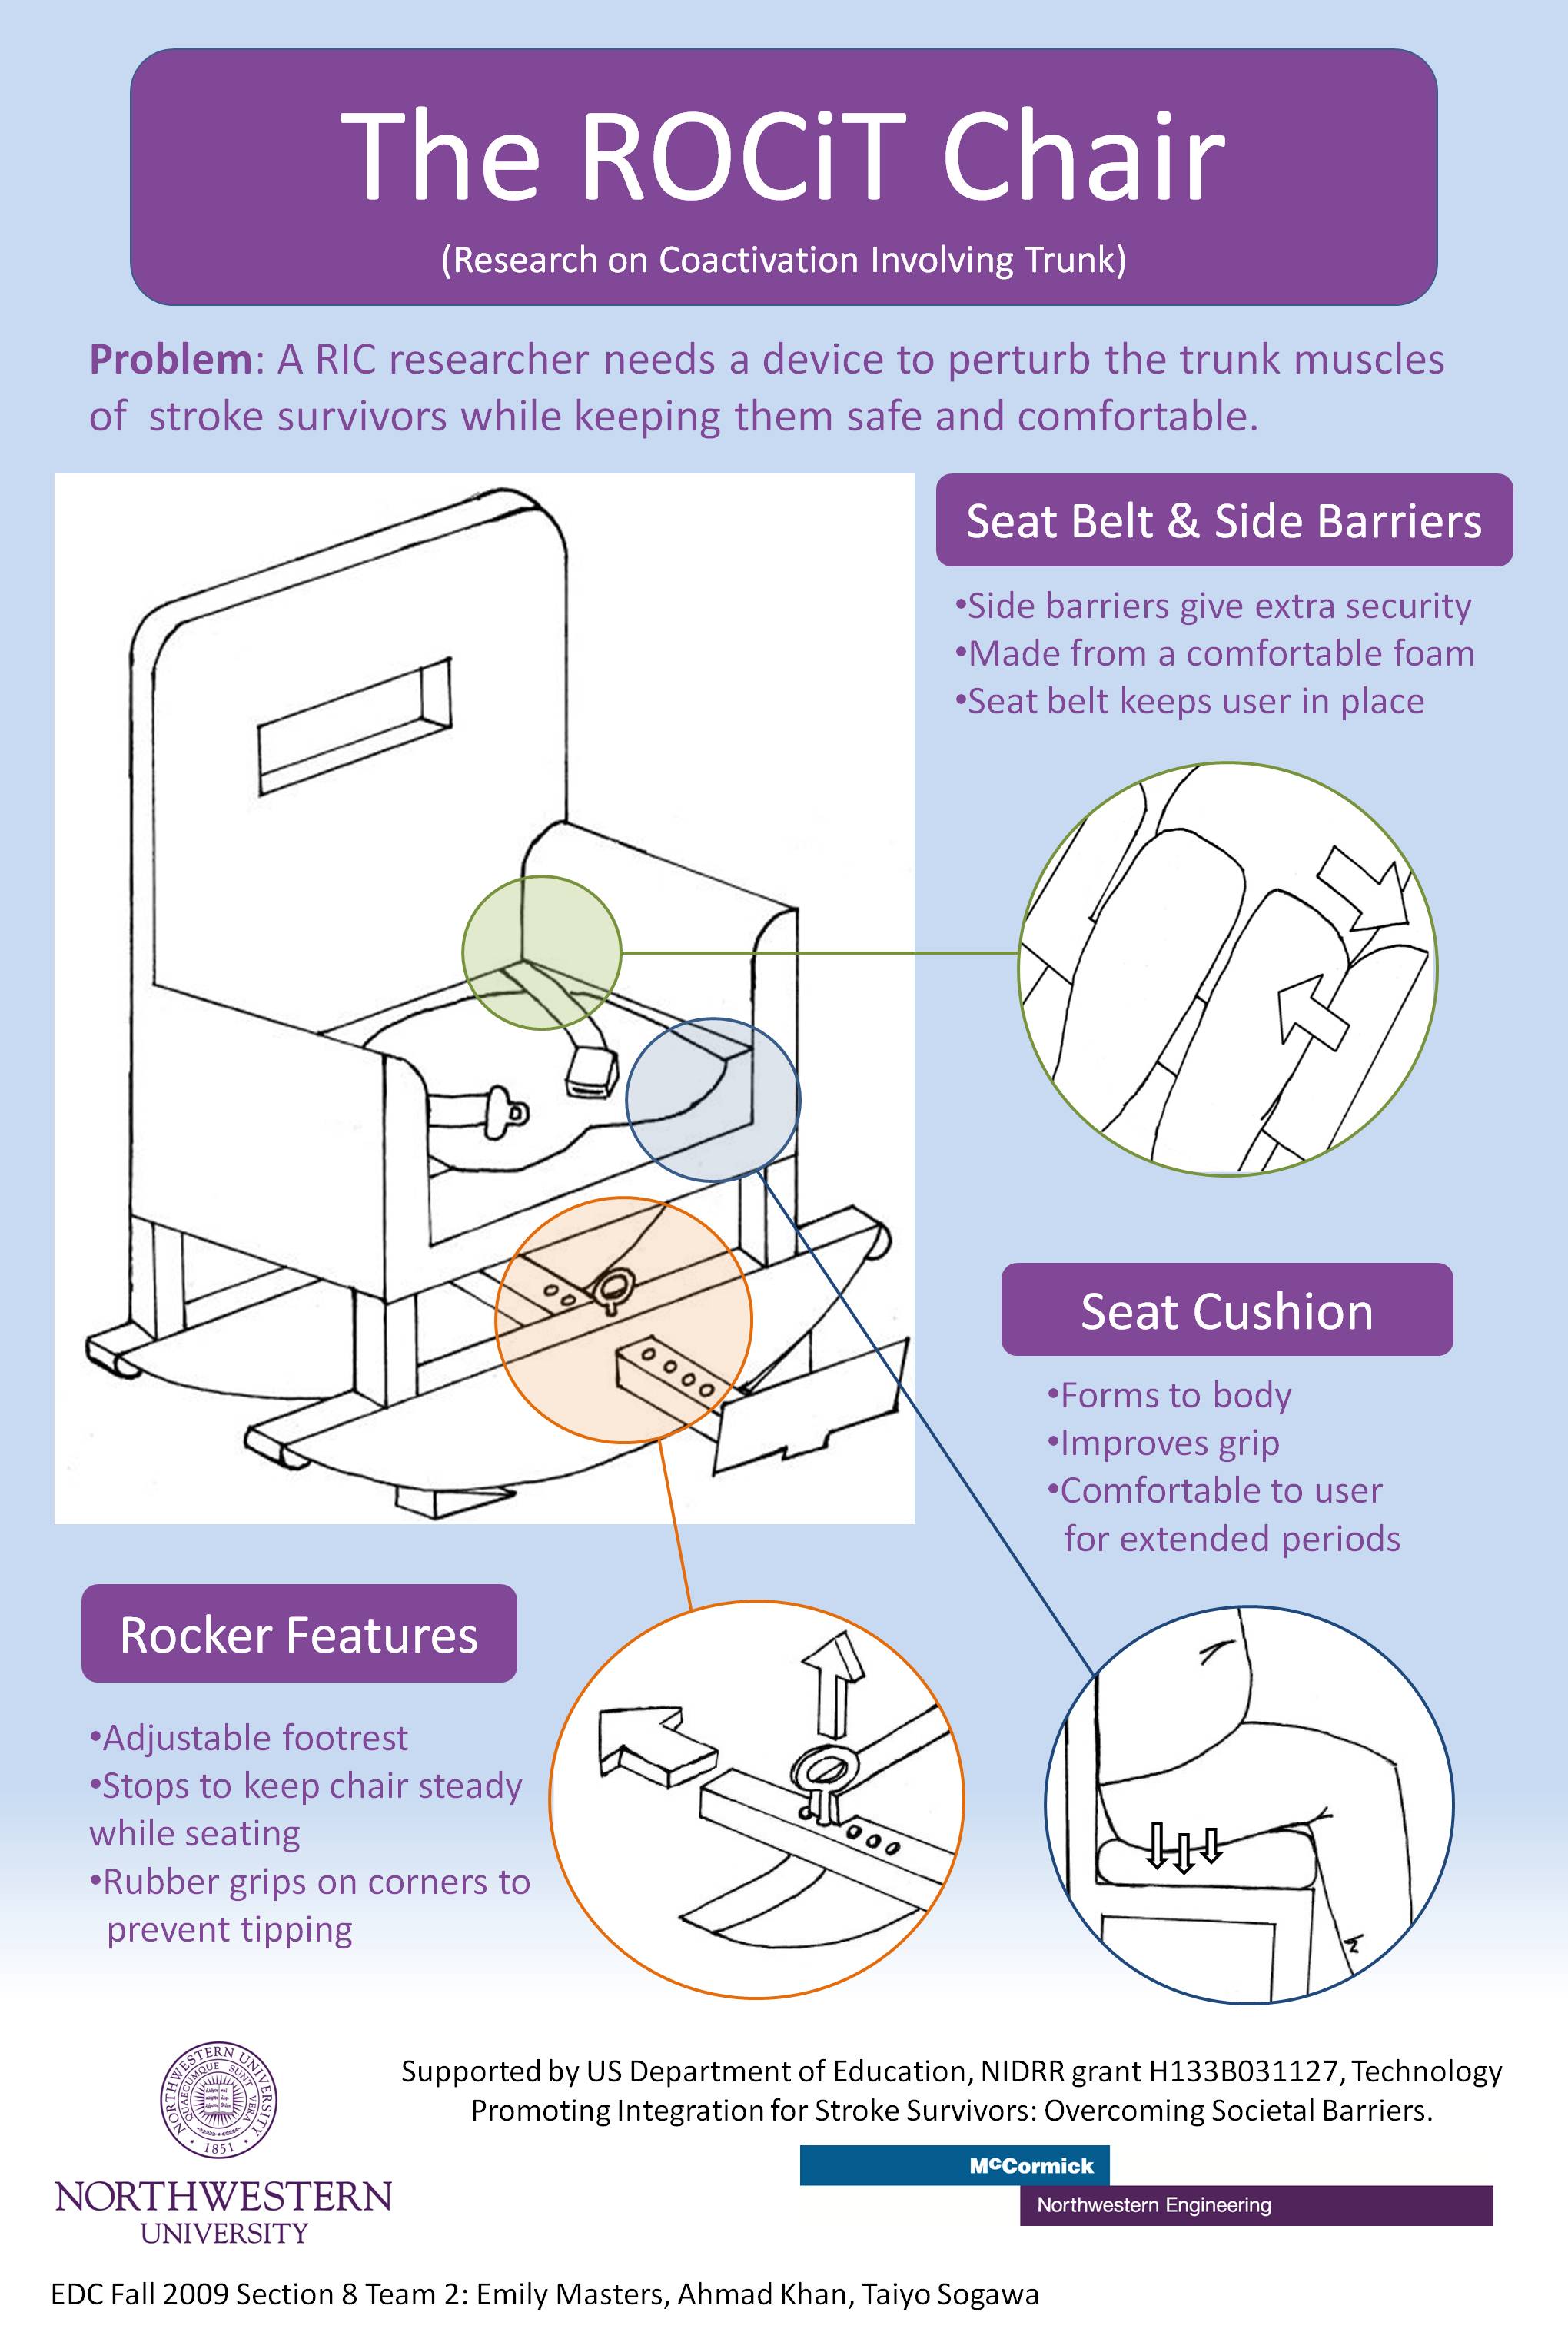 The ROCiT Chair
(Research on Coactivation Involving Trunk)
Problem: A RIC researcher needs a device to perturb the trunk muscles
of stroke survivors while keeping them safe and comfortable.
Seat Belt & Side Barriers
•Side barriers give extra security
•Made from a comfortable foam
•Seat belt keeps user in place
Seat Cushion
•Forms to body
•Improves grip
•Comfortable to user
for extended periods
Rocker Features
•Adjustable footrest
•Stops to keep chair steady
while seating
•Rubber grips on corners to
prevent tipping
NORTHWESTERN UNIVERSITY
QUAECUMQUE SUNT VERA
• 1851 •
NORTHWESTERN
UNIVERSITY
Supported by US Department of Education, NIDRR grant H133B031127, Technology
Promoting Integration for Stroke Survivors: Overcoming Societal Barriers.
McCormick
Northwestern Engineering
EDC Fall 2009 Section 8 Team 2: Emily Masters, Ahmad Khan, Taiyo Sogawa